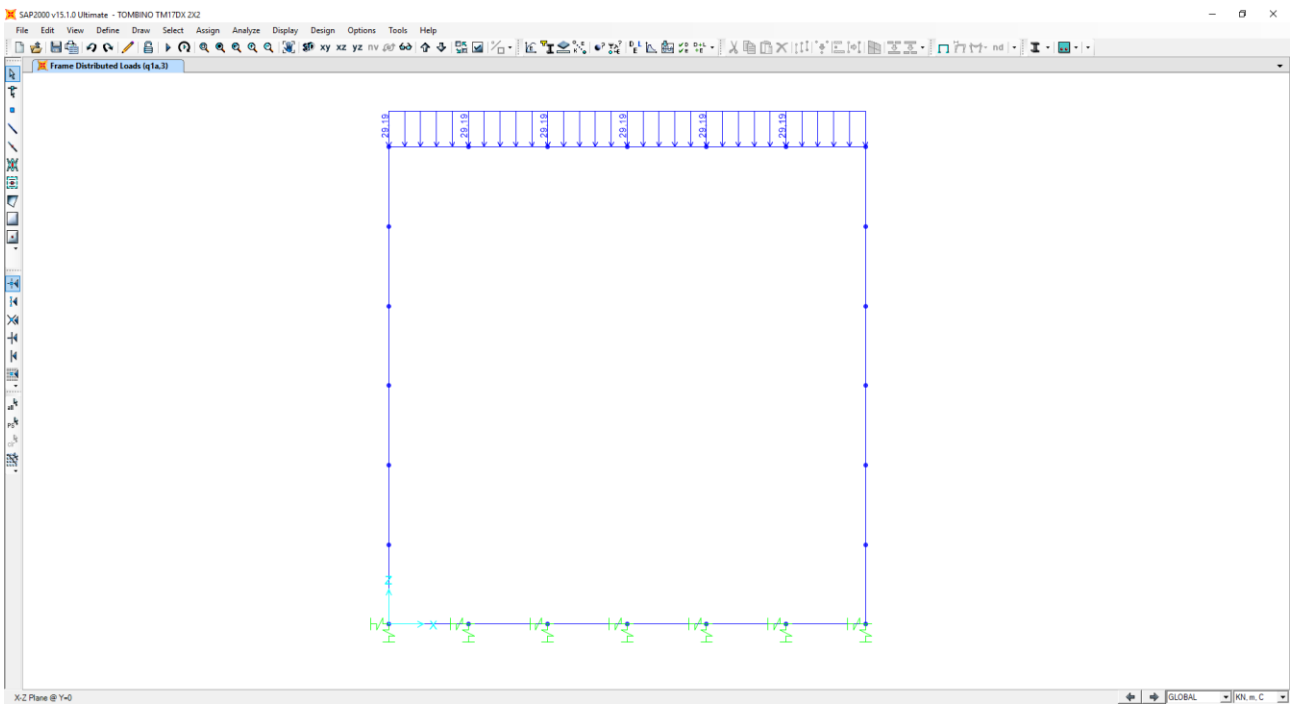 SAP2000 v15.1.0 Ultimate - TOMBINO TM17DX 2X2
File Edit View Define Draw Select Assign Analyze Display Design Options Tools Help
xy xz yz nv
nd
Frame Distributed Loads (q1a,3)
29.19 29.19 29.19 29.19 29.19 29.19
Z
X
X-Z Plane @ Y=0
GLOBAL
KN, m, C